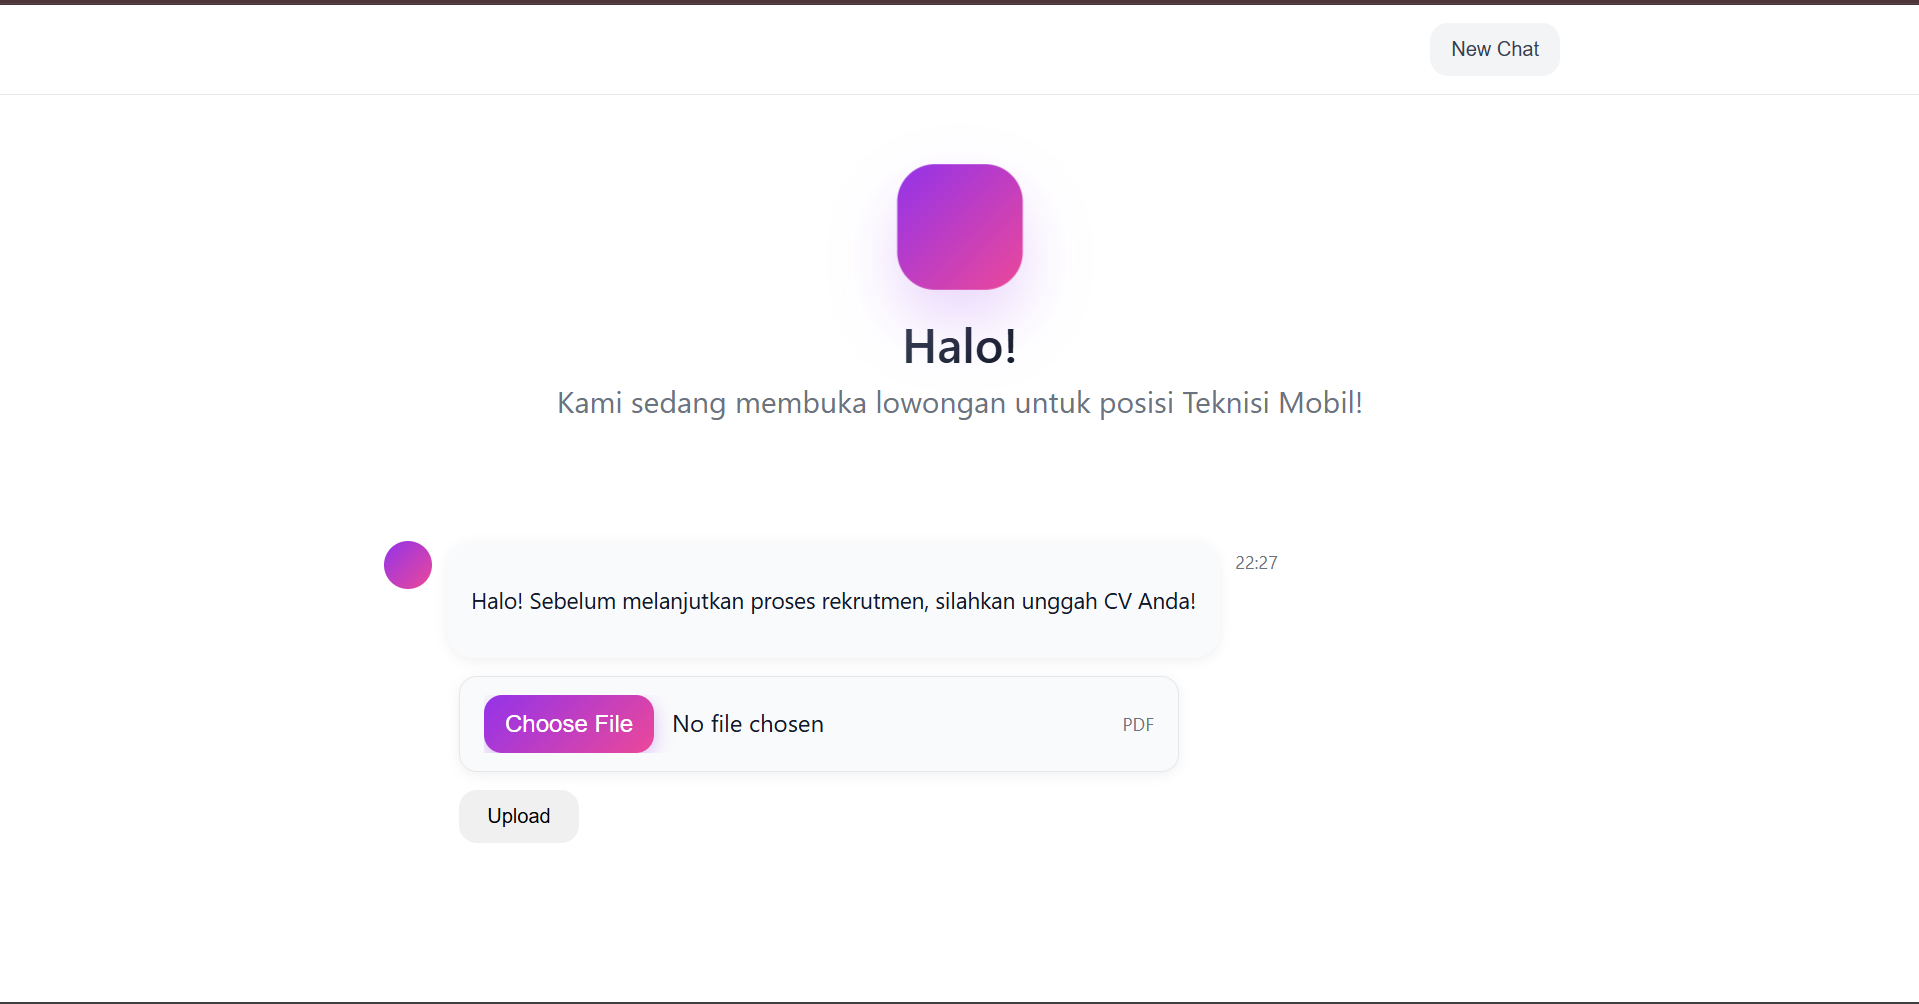 New Chat
Halo!
Kami sedang membuka lowongan untuk posisi Teknisi Mobil!
22:27
Halo! Sebelum melanjutkan proses rekrutmen, silahkan unggah CV Anda!
Choose File No file chosen PDF
Upload